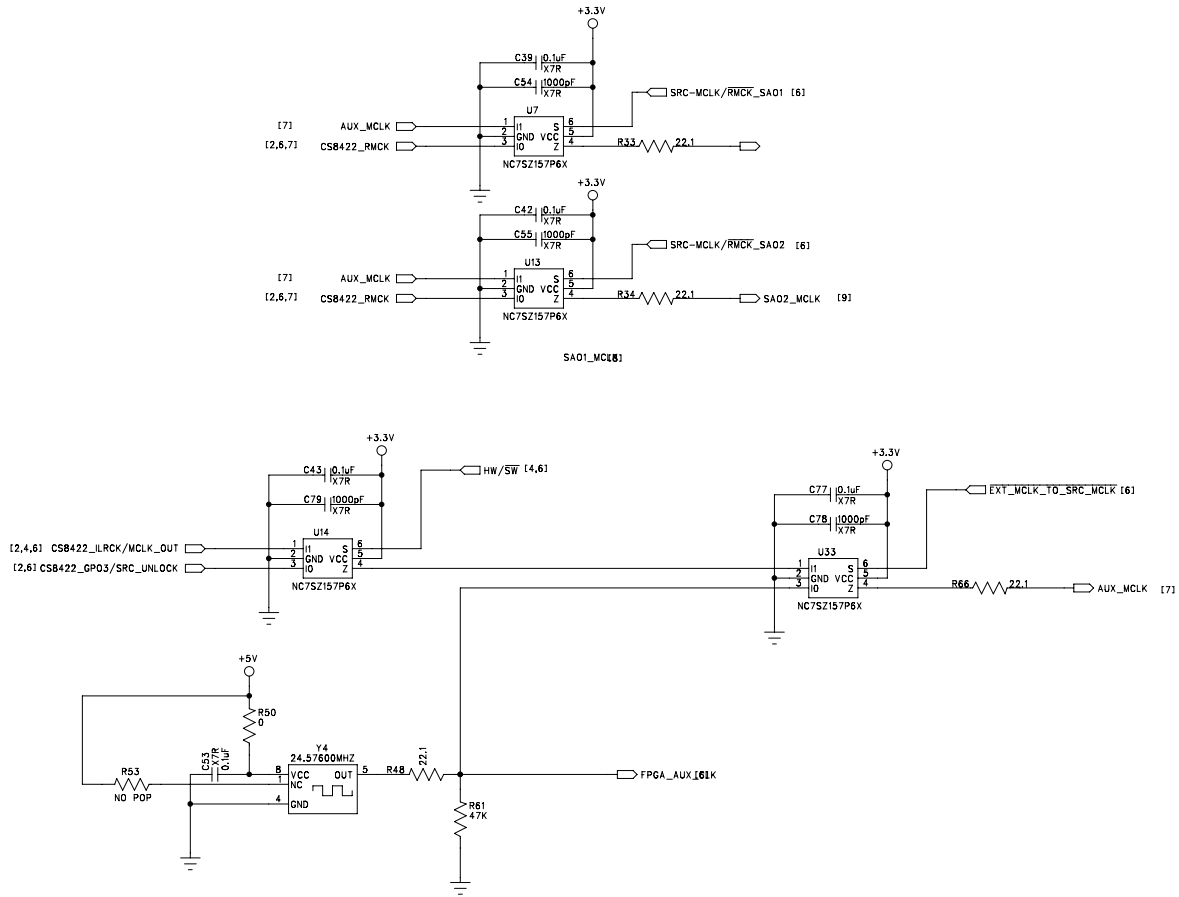 +3.3V
C39 0.1uF
X7R
C54 1000pF
X7R
SRC-MCLK/RMCK_SAO1 [6]
U7
[7] AUX_MCLK 1 I1 S 6
2 GND VCC 5
[2,6,7] CS8422_RMCK 3 I0 Z 4 R33 22.1
NC7SZ157P6X
+3.3V
C42 0.1uF
X7R
C55 1000pF
X7R
SRC-MCLK/RMCK_SAO2 [6]
U13
[7] AUX_MCLK 1 I1 S 6
2 GND VCC 5
[2,6,7] CS8422_RMCK 3 I0 Z 4 R34 22.1 SAO2_MCLK [9]
NC7SZ157P6X
SAO1_MCLK
+3.3V
C43 0.1uF
X7R
C79 1000pF
X7R
HW/SW [4,6]
U14
[2,4,6] CS8422_ILRCK/MCLK_OUT 1 I1 S 6
2 GND VCC 5
[2,6] CS8422_GPO3/SRC_UNLOCK 3 I0 Z 4
NC7SZ157P6X
+3.3V
C77 0.1uF
X7R
C78 1000pF
X7R
EXT_MCLK_TO_SRC_MCLK [6]
U33
1 I1 S 6
2 GND VCC 5
3 I0 Z 4 R66 22.1 AUX_MCLK [7]
NC7SZ157P6X
+5V
R50
0
C53
X7R
0.1uF
Y4
24.57600MHZ
R53
NO POP
8 VCC OUT 5
1 NC
4 GND
R48 22.1
R61
47K